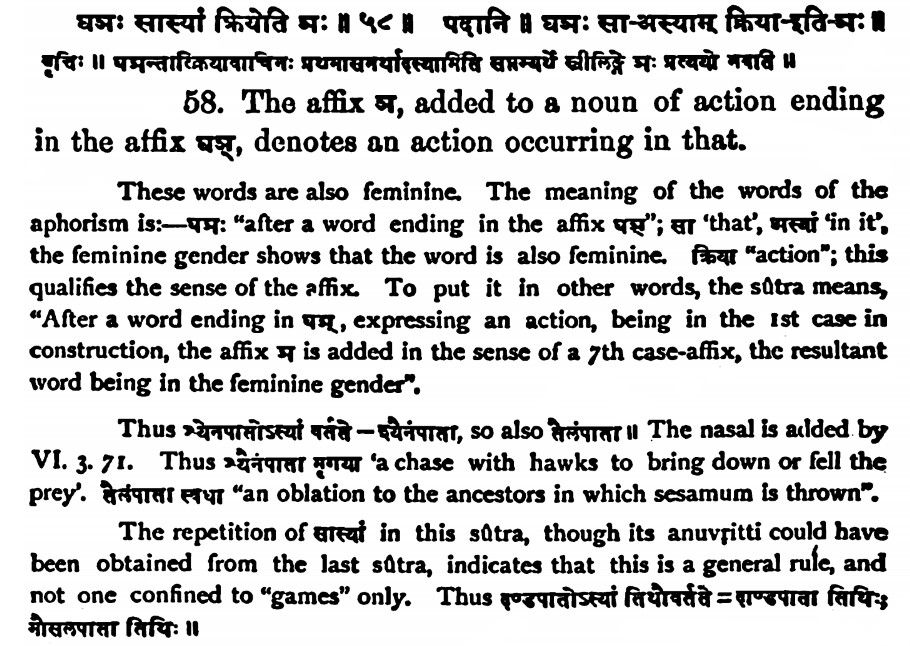 घञः सास्यां क्रियेति ञः ॥ ५८ ॥ पदानि ॥ घञः सा-अस्याम् क्रिया-इति-ञः ॥
वृत्तिः ॥ घञन्तात्क्रियावाचिनः प्रथमासमर्थादस्यामिति सप्तम्यर्थे स्त्रीलिङ्गे ञः प्रत्ययो भवति ॥
58. The affix ञ, added to a noun of action ending
in the affix घञ्, denotes an action occurring in that.
These words are also feminine. The meaning of the words of the
aphorism is:—घञः "after a word ending in the affix घञ्"; सा 'that', अस्यां 'in it',
the feminine gender shows that the word is also feminine. क्रिया "action"; this
qualifies the sense of the affix. To put it in other words, the sûtra means,
"After a word ending in घञ्, expressing an action, being in the 1st case in
construction, the affix ञ is added in the sense of a 7th case-affix, the resultant
word being in the feminine gender".
Thus श्येनपातोऽस्यां वर्तते – श्यैनंपाता, so also तैलंपाता ॥ The nasal is added by
VI. 3. 71. Thus श्यैनंपाता मृगया 'a chase with hawks to bring down or fell the
prey'. तैलंपाता स्वधा "an oblation to the ancestors in which sesamum is thrown".
The repetition of सास्यां in this sûtra, though its anuvṛitti could have
been obtained from the last sûtra, indicates that this is a general rule, and
not one confined to "games" only. Thus दण्डपातोऽस्यां तिथौवर्तते = दाण्डपाता तिथिः;
मौसलपाता तिथिः ॥